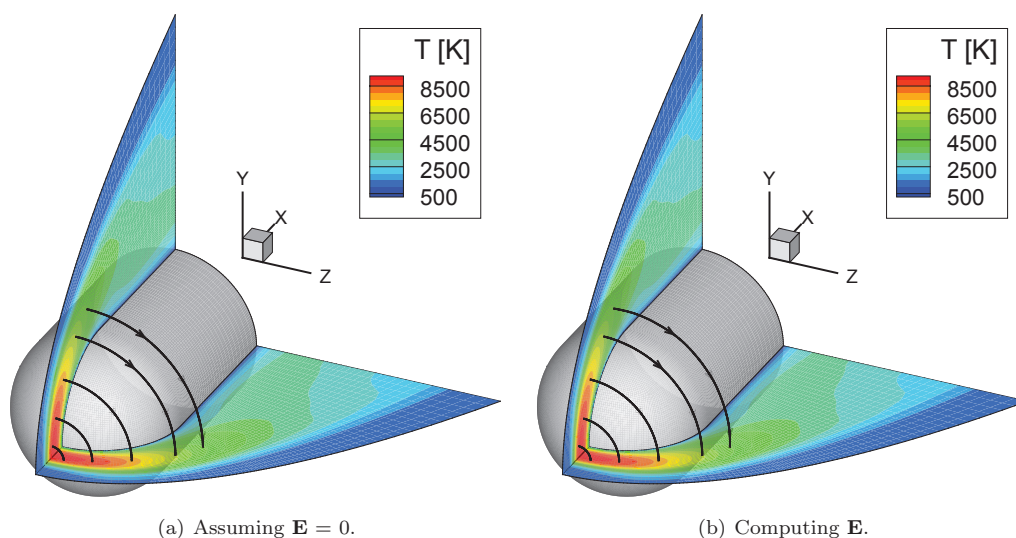 T [K]
8500
6500
4500
2500
500
Y
X
Z
(a) Assuming E = 0.
T [K]
8500
6500
4500
2500
500
Y
X
Z
(b) Computing E.